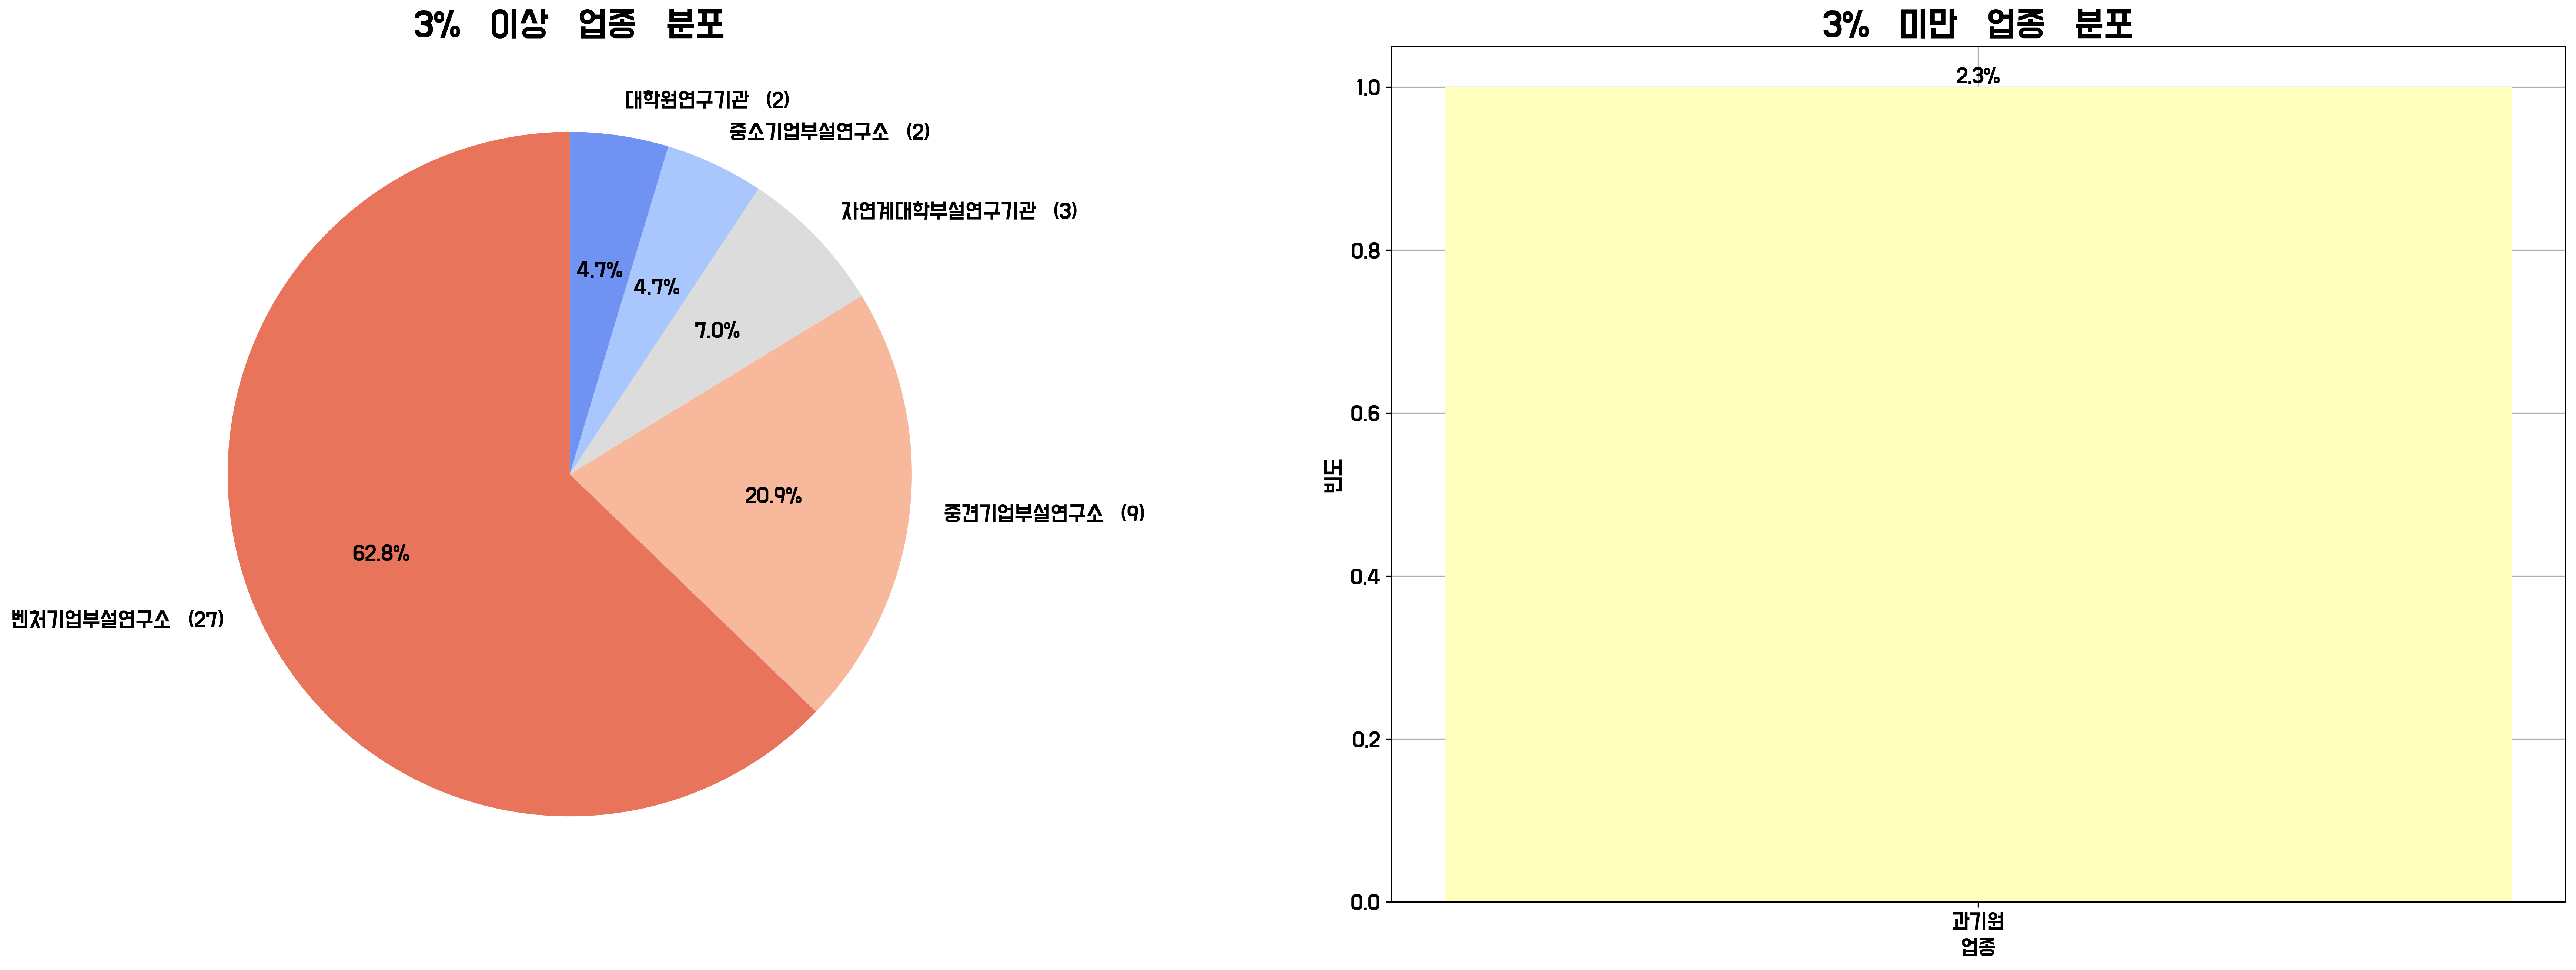 3% 이상 업종 분포
대학원연구기관 (2)
중소기업부설연구소 (2)
자연계대학부설연구기관 (3)
4.7%
4.7%
7.0%
20.9%
중견기업부설연구소 (9)
62.8%
벤처기업부설연구소 (27)
3% 미만 업종 분포
2.3%
1.0
0.8
0.6
0.4
0.2
0.0
빈도
과기원
업종